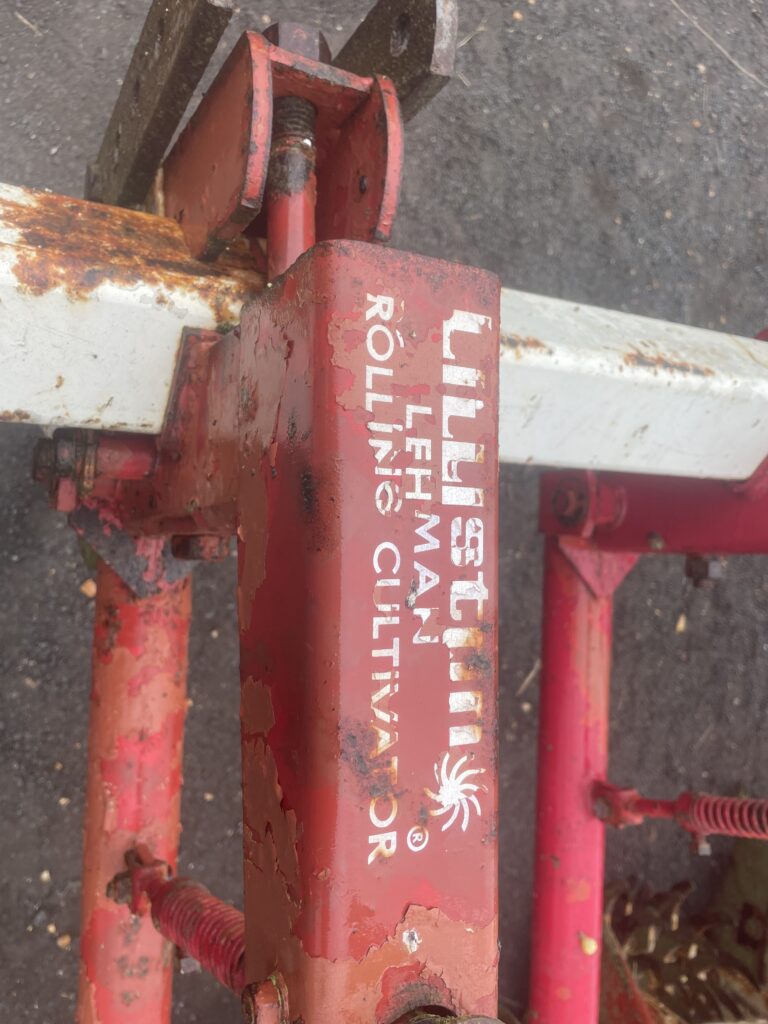 Lilliston
LEHMAN
ROLLING CULTIVATOR
®